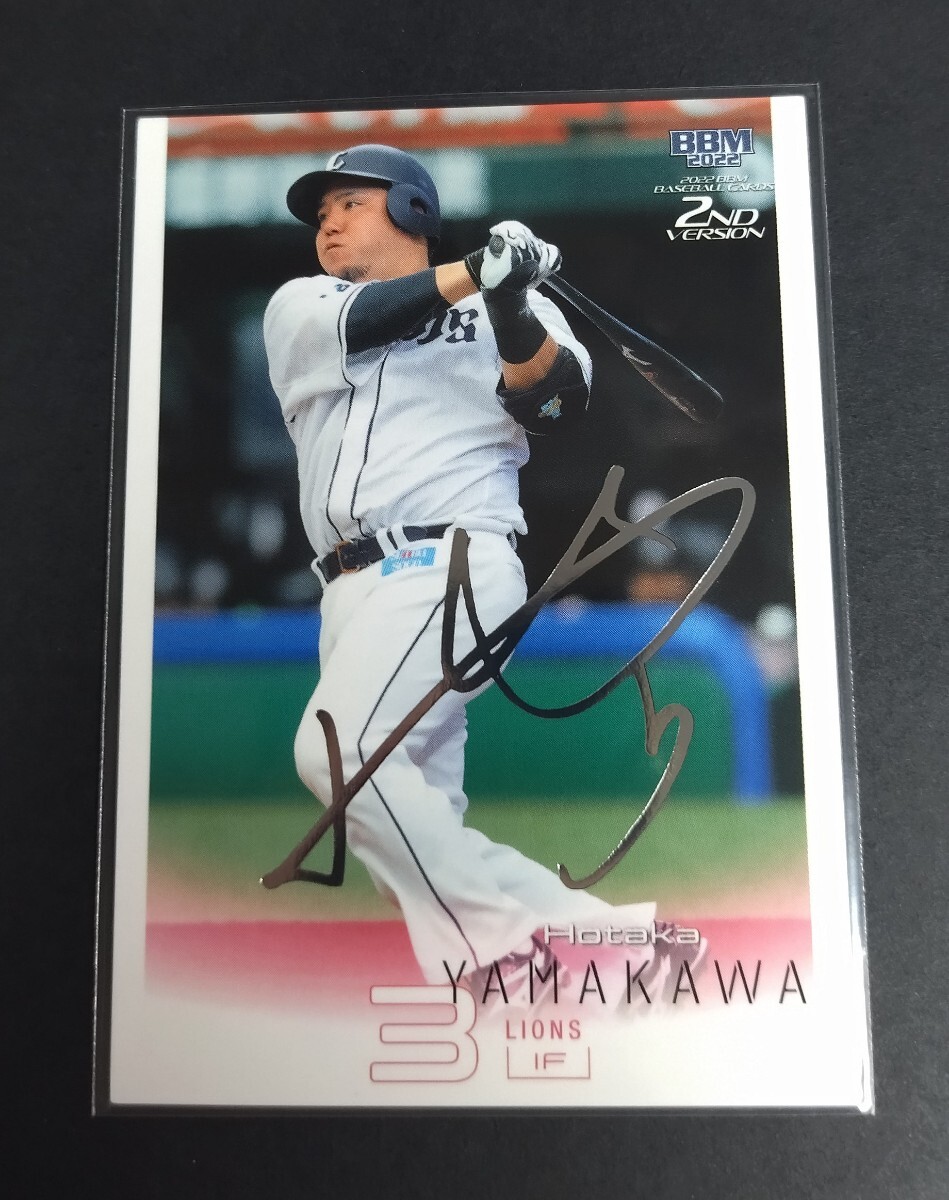 BBM
2022
2022 BBM
BASEBALL CARDS
2ND
VERSION
Hotaka
YAMAKAWA
3
LIONS
IF